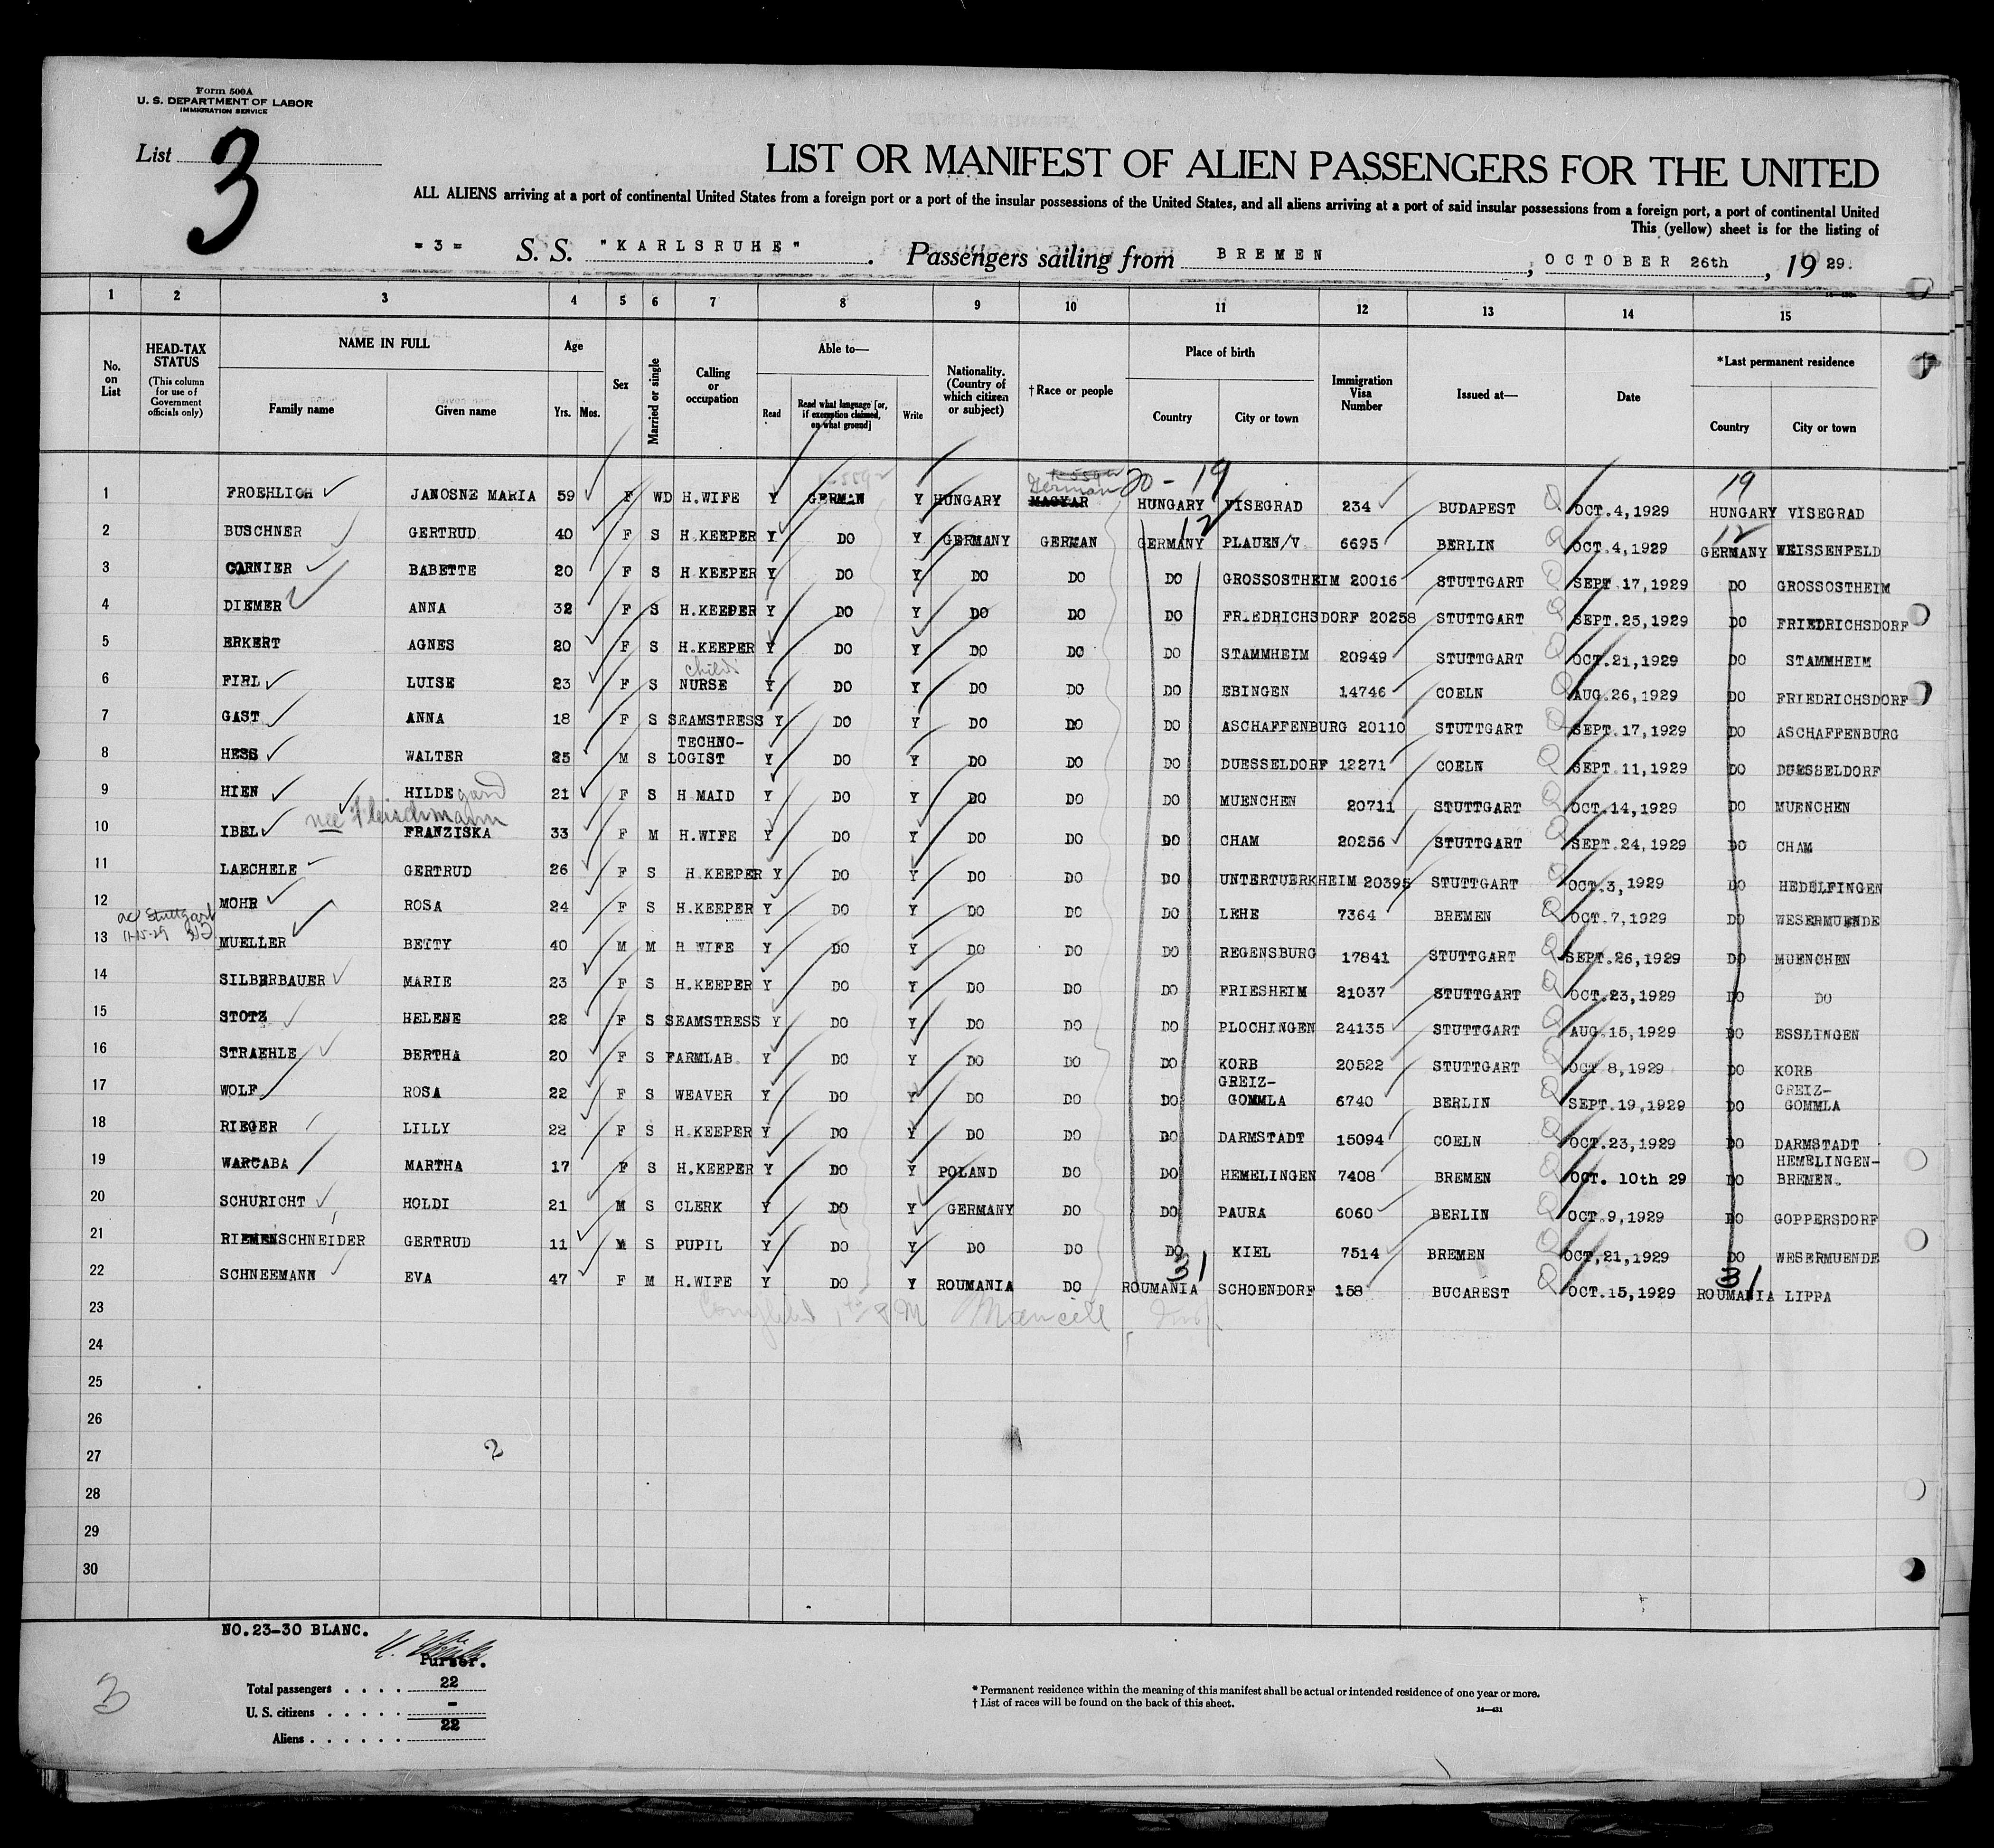 Form 500A
U. S. DEPARTMENT OF LABOR
IMMIGRATION SERVICE
List 3
LIST OR MANIFEST OF ALIEN PASSENGERS FOR THE UNITED
ALL ALIENS arriving at a port of continental United States from a foreign port or a port of the insular possessions of the United States, and all aliens arriving at a port of said insular possessions from a foreign port, a port of continental United
This (yellow) sheet is for the listing of
- 3 - S. S. "KARLSRUHE". Passengers sailing from BREMEN, OCTOBER 26th, 19 29.
1 2 3 4 5 6 7 8 9 10 11 12 13 14 15
No. on List
HEAD-TAX STATUS (This column for use of Government officials only)
NAME IN FULL
Family name Given name
Age
Yrs. Mos.
Sex
Married or single
Calling or occupation
Able to—
Read Read what language [or, if exemption claimed, on what ground] Write
Nationality. (Country of which citizen or subject)
† Race or people
Place of birth
Country City or town
Immigration Visa Number
Issued at—
Date
* Last permanent residence
Country City or town
German 20 - 19 19
1 FROEHLICH JANOSNE MARIA 59 F WD H.WIFE Y GERMAN Y HUNGARY MAGYAR HUNGARY VISEGRAD 234 BUDAPEST OCT.4,1929 HUNGARY VISEGRAD
12 12
2 BUSCHNER GERTRUD 40 F S H.KEEPER Y DO Y GERMANY GERMAN GERMANY PLAUEN/V. 6695 BERLIN OCT.4,1929 GERMANY WEISSENFELD
3 CORNIER BABETTE 20 F S H.KEEPER Y DO Y DO DO DO GROSSOSTHEIM 20016 STUTTGART SEPT.17,1929 DO GROSSOSTHEIM
4 DIEMER ANNA 32 F S H.KEEPER Y DO Y DO DO DO FRIEDRICHSDORF 20258 STUTTGART SEPT.25,1929 DO FRIEDRICHSDORF
5 ERKERT AGNES 20 F S H.KEEPER Y DO Y DO DO DO STAMMHEIM 20949 STUTTGART OCT.21,1929 DO STAMMHEIM
childs
6 FIRL LUISE 23 F S NURSE Y DO Y DO DO DO EBINGEN 14746 COELN AUG.26,1929 DO FRIEDRICHSDORF
7 GAST ANNA 18 F S SEAMSTRESS Y DO Y DO DO DO ASCHAFFENBURG 20110 STUTTGART SEPT.17,1929 DO ASCHAFFENBURG
TECHNO-
8 HESS WALTER 25 M S LOGIST Y DO Y DO DO DO DUESSELDORF 12271 COELN SEPT.11,1929 DO DUESSELDORF
9 HIEN HILDEgard 21 F S H MAID Y DO Y DO DO DO MUENCHEN 20711 STUTTGART OCT.14,1929 DO MUENCHEN
nee Fleischmann
10 IBEL FRANZISKA 33 F M H.WIFE Y DO Y DO DO DO CHAM 20256 STUTTGART SEPT.24,1929 DO CHAM
11 LAECHELE GERTRUD 26 F S H.KEEPER Y DO Y DO DO DO UNTERTUERKHEIM 20395 STUTTGART OCT.3,1929 DO HEDELFINGEN
12 MOHR ROSA 24 F S H.KEEPER Y DO Y DO DO DO LEHE 7364 BREMEN OCT.7,1929 DO WESERMUENDE
Stuttgart
11-15-29
13 MUELLER BETTY 40 M M H WIFE Y DO Y DO DO DO REGENSBURG 17841 STUTTGART SEPT.26,1929 DO MUENCHEN
14 SILBERBAUER MARIE 23 F S H.KEEPER Y DO Y DO DO DO FRIESHEIM 21037 STUTTGART OCT.23,1929 DO DO
15 STOTZ HELENE 22 F S SEAMSTRESS Y DO Y DO DO DO PLOCHINGEN 24135 STUTTGART AUG.15,1929 DO ESSLINGEN
16 STRAEHLE BERTHA 20 F S FARMLAB. Y DO Y DO DO DO KORB 20522 STUTTGART OCT 8,1929 DO KORB
GREIZ- GREIZ-
17 WOLF ROSA 22 F S WEAVER Y DO Y DO DO DO GOMMLA 6740 BERLIN SEPT.19,1929 DO GOMMLA
18 RIEGER LILLY 22 F S H.KEEPER Y DO Y DO DO DO DARMSTADT 15094 COELN OCT.23,1929 DO DARMSTADT
HEMELINGEN-
19 WARCABA MARTHA 17 F S H.KEEPER Y DO Y POLAND DO DO HEMELINGEN 7408 BREMEN OCT. 10th 29 DO BREMEN.
20 SCHURICHT HOLDI 21 M S CLERK Y DO Y GERMANY DO DO PAURA 6060 BERLIN OCT.9,1929 DO GOPPERSDORF
21 RIEMENSCHNEIDER GERTRUD 11 M S PUPIL Y DO Y DO DO DO KIEL 7514 BREMEN OCT,21,1929 DO WESERMUENDE
31 31
22 SCHNEEMANN EVA 47 F M H.WIFE Y DO Y ROUMANIA DO ROUMANIA SCHOENDORF 158 BUCAREST OCT.15,1929 ROUMANIA LIPPA
23
24
25
26
27 2
28
29
30
NO.23-30 BLANC.
Purser.
3
Total passengers . . . . 22
U. S. citizens . . . . . -
Aliens . . . . . . 22
* Permanent residence within the meaning of this manifest shall be actual or intended residence of one year or more.
† List of races will be found on the back of this sheet.
14—431